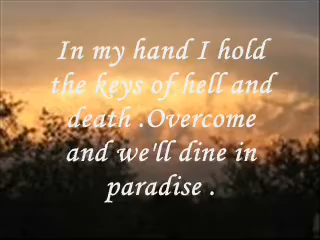 In my hand I hold
the keys of hell and
death .Overcome
and we'll dine in
paradise .